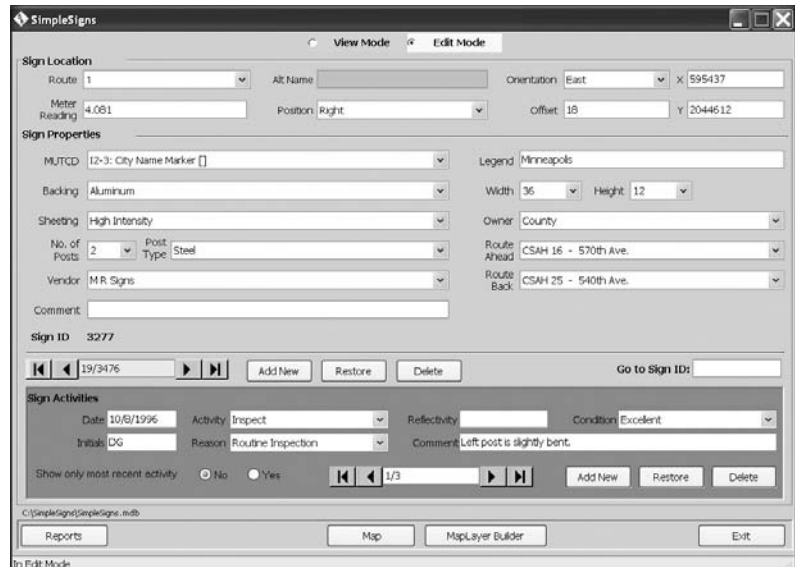 SimpleSigns
View Mode Edit Mode
Sign Location
Route 1 Alt Name Orientation East X 595437
Meter Reading 4.081 Position Right Offset 18 Y 2044612
Sign Properties
MUTCD I2-3: City Name Marker [] Legend Minneapolis
Backing Aluminum Width 36 Height 12
Sheeting High Intensity Owner County
No. of Posts 2 Post Type Steel Route Ahead CSAH 16 - 570th Ave.
Vendor M R Signs Route Back CSAH 25 - 540th Ave.
Comment
Sign ID 3277
19/3476 Add New Restore Delete Go to Sign ID:
Sign Activities
Date 10/8/1996 Activity Inspect Reflectivity Condition Excellent
Initials DG Reason Routine Inspection Comment Left post is slightly bent.
Show only most recent activity No Yes 1/3 Add New Restore Delete
C:\SimpleSigns\SimpleSigns.mdb
Reports Map MapLayer Builder Exit
In Edit Mode